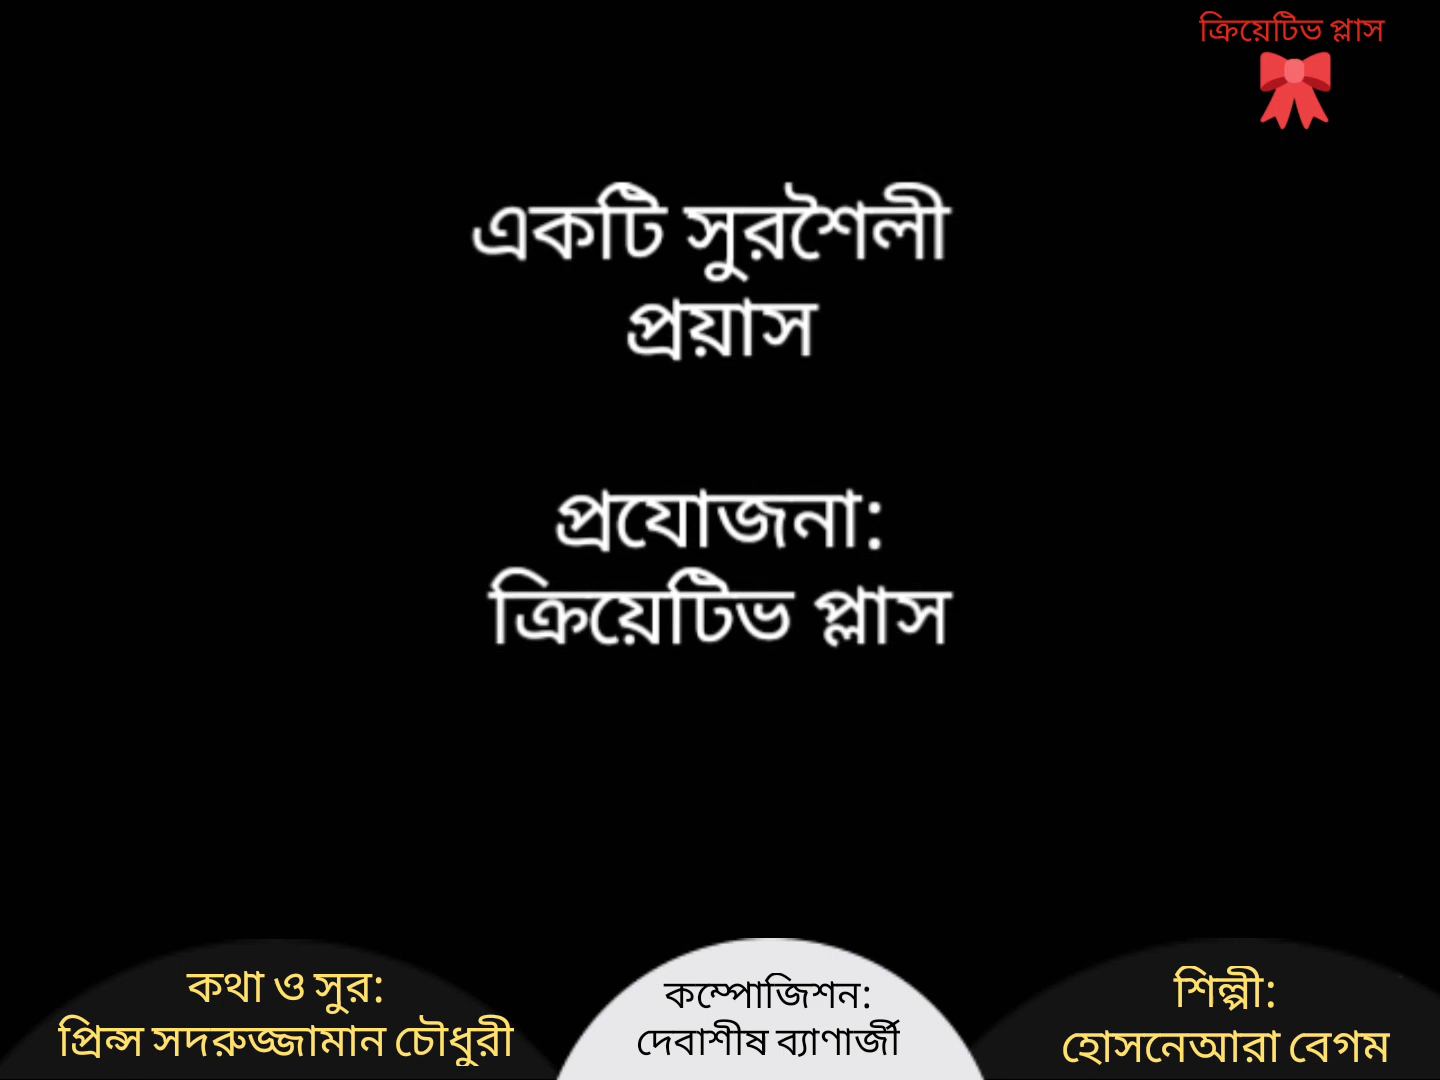 ক্রিয়েটিভ প্লাস
একটি সুরশৈলী
প্রয়াস
প্রযোজনা:
ক্রিয়েটিভ প্লাস
কথা ও সুর:
প্রিন্স সদরুজ্জামান চৌধুরী
কম্পোজিশন:
দেবাশীষ ব্যাণার্জী
শিল্পী:
হোসনেআরা বেগম